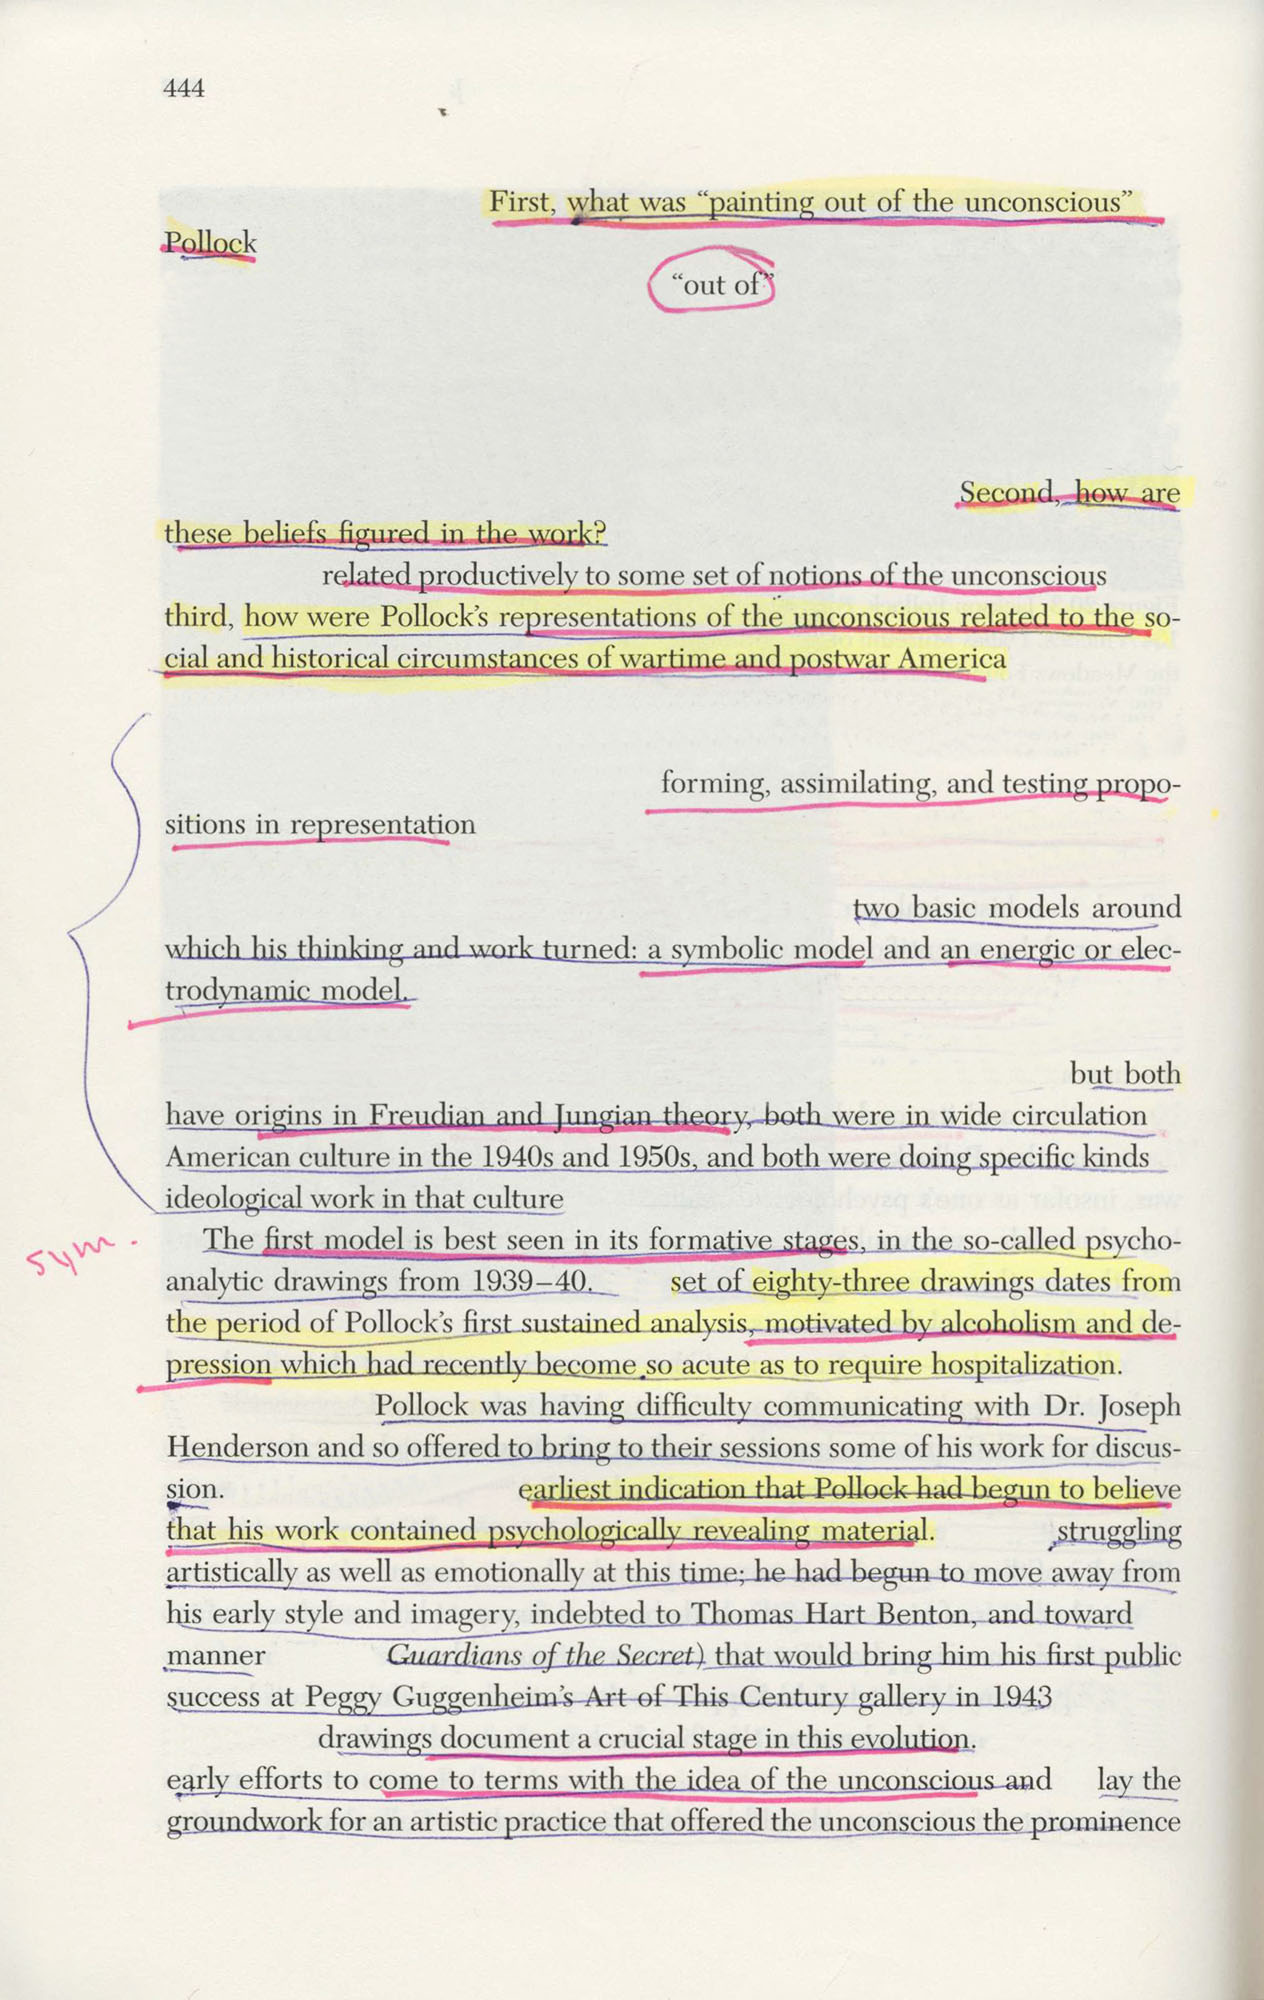 444
First, what was “painting out of the unconscious”
Pollock
“out of”
Second, how are
these beliefs figured in the work?
related productively to some set of notions of the unconscious
third, how were Pollock’s representations of the unconscious related to the so-
cial and historical circumstances of wartime and postwar America
forming, assimilating, and testing propo-
sitions in representation
two basic models around
which his thinking and work turned: a symbolic model and an energic or elec-
trodynamic model.
but both
have origins in Freudian and Jungian theory, both were in wide circulation
American culture in the 1940s and 1950s, and both were doing specific kinds
ideological work in that culture
sym.
The first model is best seen in its formative stages, in the so-called psycho-
analytic drawings from 1939–40. set of eighty-three drawings dates from
the period of Pollock’s first sustained analysis, motivated by alcoholism and de-
pression which had recently become so acute as to require hospitalization.
Pollock was having difficulty communicating with Dr. Joseph
Henderson and so offered to bring to their sessions some of his work for discus-
sion. earliest indication that Pollock had begun to believe
that his work contained psychologically revealing material. struggling
artistically as well as emotionally at this time; he had begun to move away from
his early style and imagery, indebted to Thomas Hart Benton, and toward
manner Guardians of the Secret) that would bring him his first public
success at Peggy Guggenheim’s Art of This Century gallery in 1943
drawings document a crucial stage in this evolution.
early efforts to come to terms with the idea of the unconscious and lay the
groundwork for an artistic practice that offered the unconscious the prominence